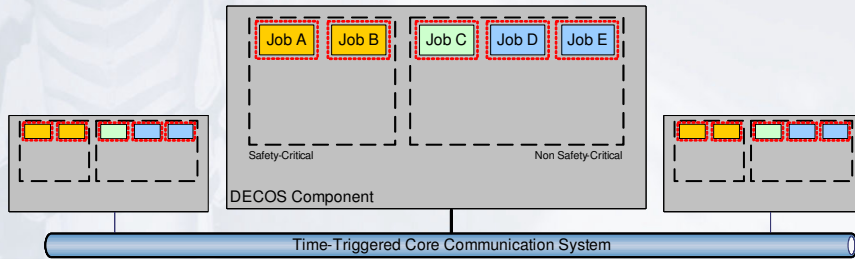 Job A
Job B
Job C
Job D
Job E
Safety-Critical
Non Safety-Critical
DECOS Component
Time-Triggered Core Communication System